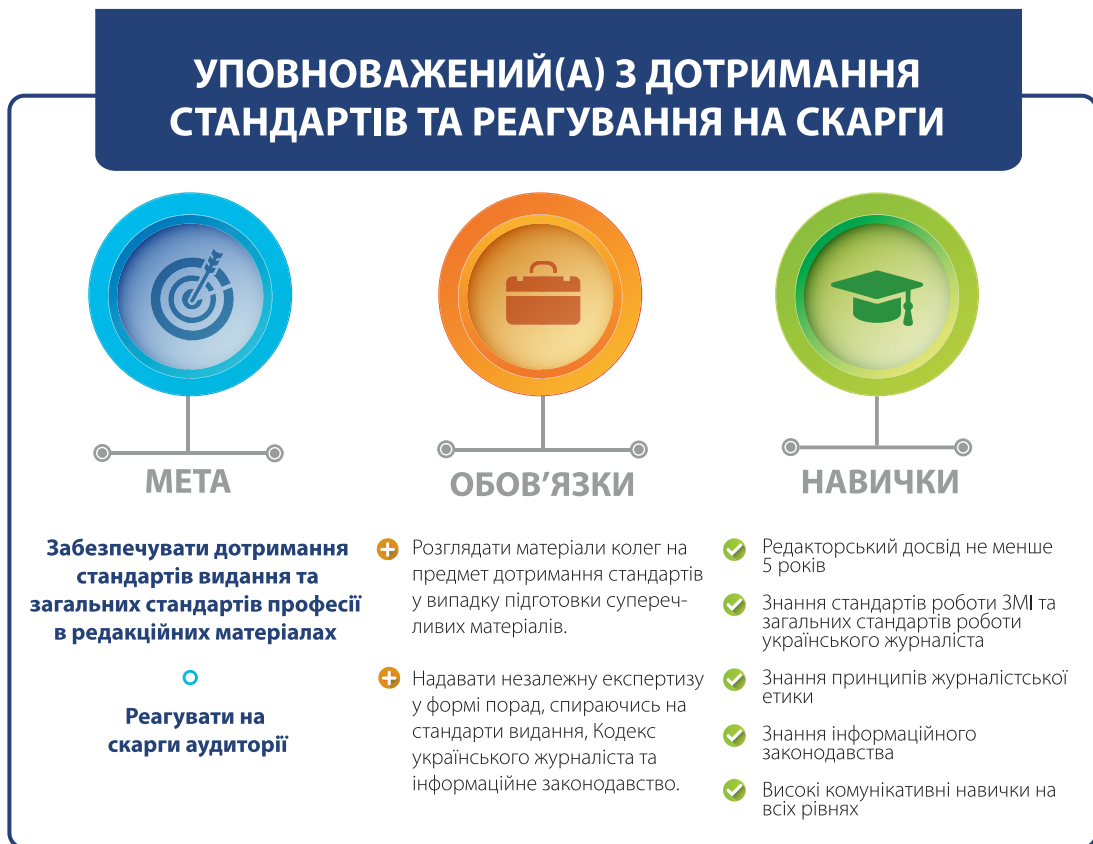 УПОВНОВАЖЕНИЙ(А) З ДОТРИМАННЯ
СТАНДАРТІВ ТА РЕАГУВАННЯ НА СКАРГИ
МЕТА
Забезпечувати дотримання
стандартів видання та
загальних стандартів професії
в редакційних матеріалах
Реагувати на
скарги аудиторії
ОБОВ’ЯЗКИ
Розглядати матеріали колег на
предмет дотримання стандартів
у випадку підготовки супереч-
ливих матеріалів.
Надавати незалежну експертизу
у формі порад, спираючись на
стандарти видання, Кодекс
українського журналіста та
інформаційне законодавство.
НАВИЧКИ
Редакторський досвід не менше
5 років
Знання стандартів роботи ЗМІ та
загальних стандартів роботи
українського журналіста
Знання принципів журналістської
етики
Знання інформаційного
законодавства
Високі комунікативні навички на
всіх рівнях